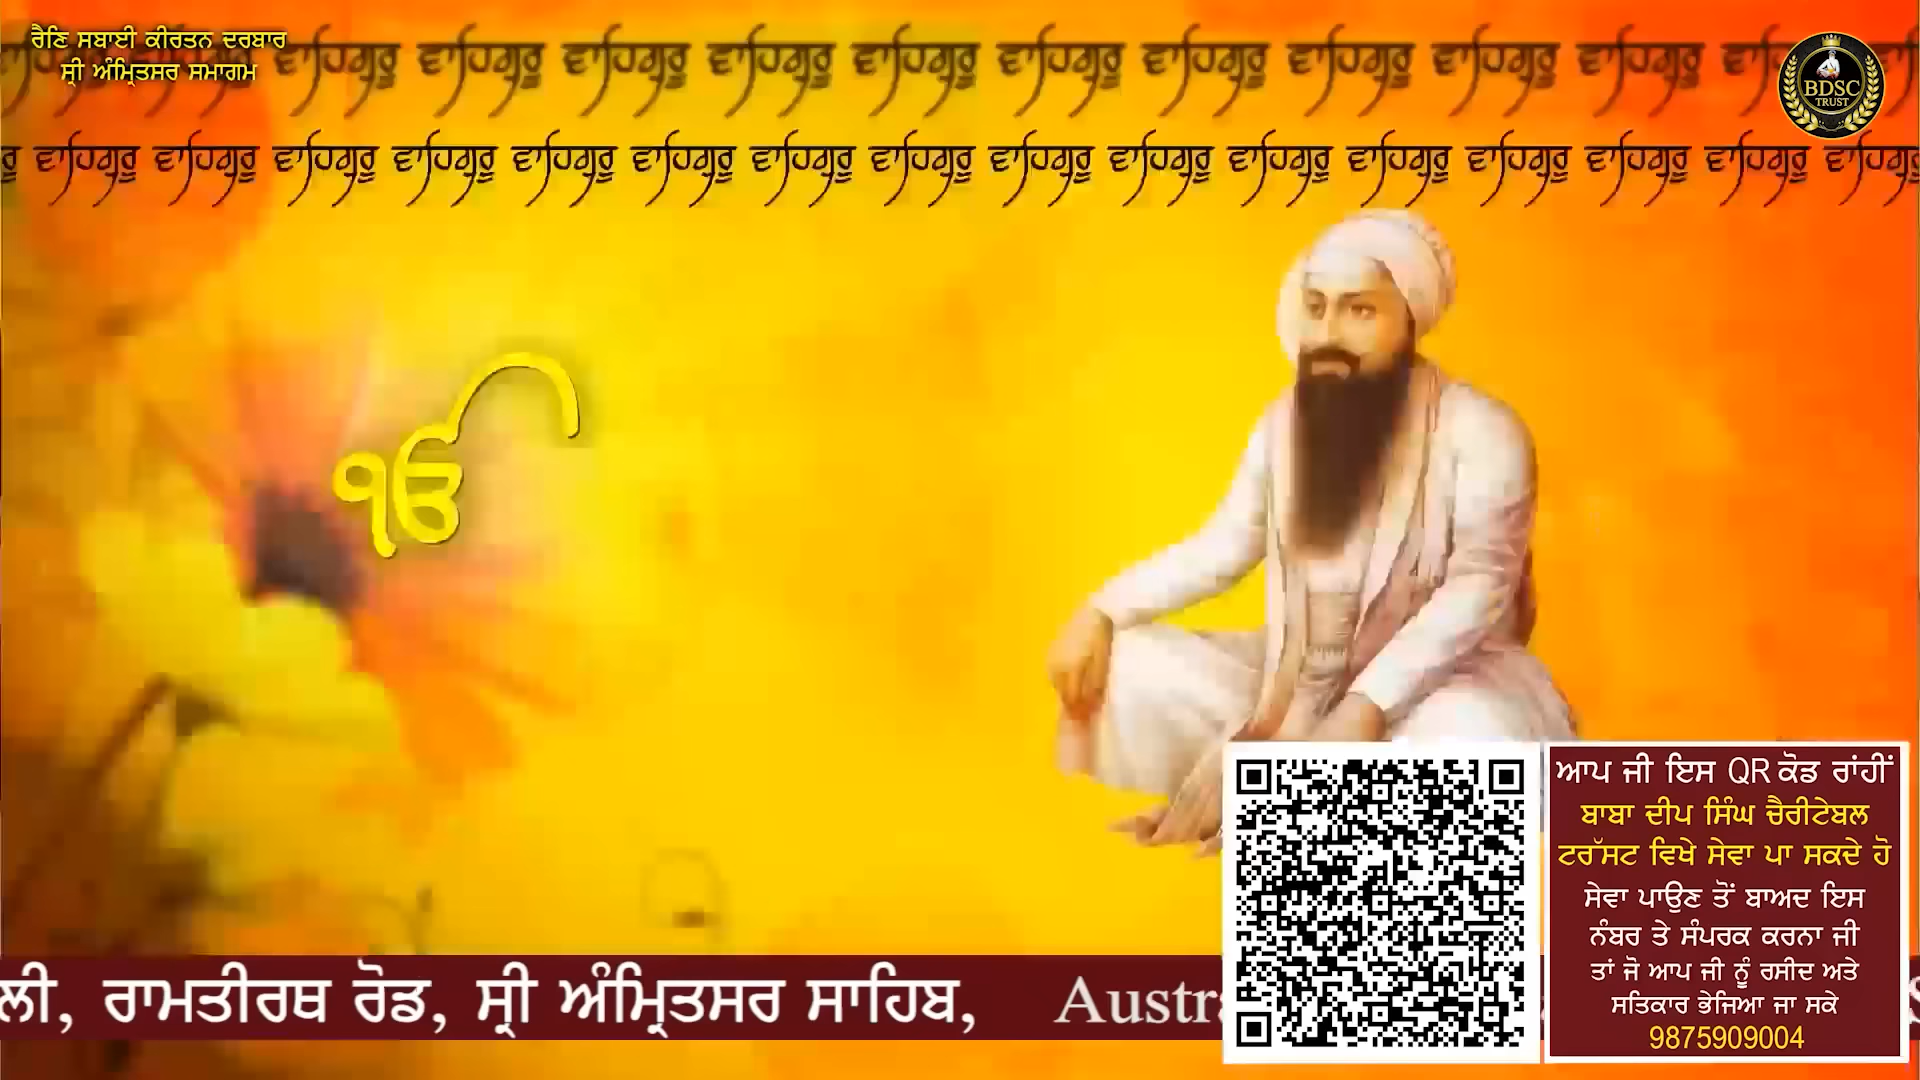 ਰੈਣਿ ਸਬਾਈ ਕੀਰਤਨ ਦਰਬਾਰ
ਸ੍ਰੀ ਅੰਮ੍ਰਿਤਸਰ ਸਮਾਗਮ
ਵਾਹਿਗੁਰੂ ਵਾਹਿਗੁਰੂ ਵਾਹਿਗੁਰੂ ਵਾਹਿਗੁਰੂ ਵਾਹਿਗੁਰੂ ਵਾਹਿਗੁਰੂ ਵਾਹਿਗੁਰੂ ਵਾਹਿਗੁਰੂ ਵਾਹਿਗੁਰੂ ਵਾਹਿਗੁਰੂ
BDSC
TRUST
ਵਾਹਿਗੁਰੂ ਵਾਹਿਗੁਰੂ ਵਾਹਿਗੁਰੂ ਵਾਹਿਗੁਰੂ ਵਾਹਿਗੁਰੂ ਵਾਹਿਗੁਰੂ ਵਾਹਿਗੁਰੂ ਵਾਹਿਗੁਰੂ ਵਾਹਿਗੁਰੂ ਵਾਹਿਗੁਰੂ ਵਾਹਿਗੁਰੂ ਵਾਹਿਗੁਰੂ ਵਾਹਿਗੁਰੂ ਵਾਹਿਗੁਰੂ ਵਾਹਿਗੁਰੂ ਵਾਹਿਗੁਰੂ
ੴ
ਆਪ ਜੀ ਇਸ QR ਕੋਡ ਰਾਂਹੀਂ
ਬਾਬਾ ਦੀਪ ਸਿੰਘ ਚੈਰੀਟੇਬਲ
ਟਰੱਸਟ ਵਿਖੇ ਸੇਵਾ ਪਾ ਸਕਦੇ ਹੋ
ਸੇਵਾ ਪਾਉਣ ਤੋਂ ਬਾਅਦ ਇਸ
ਨੰਬਰ ਤੇ ਸੰਪਰਕ ਕਰਨਾ ਜੀ
ਤਾਂ ਜੋ ਆਪ ਜੀ ਨੂੰ ਰਸੀਦ ਅਤੇ
ਸਤਿਕਾਰ ਭੇਜਿਆ ਜਾ ਸਕੇ
9875909004
ਲੀ, ਰਾਮਤੀਰਥ ਰੋਡ, ਸ੍ਰੀ ਅੰਮ੍ਰਿਤਸਰ ਸਾਹਿਬ, Austra